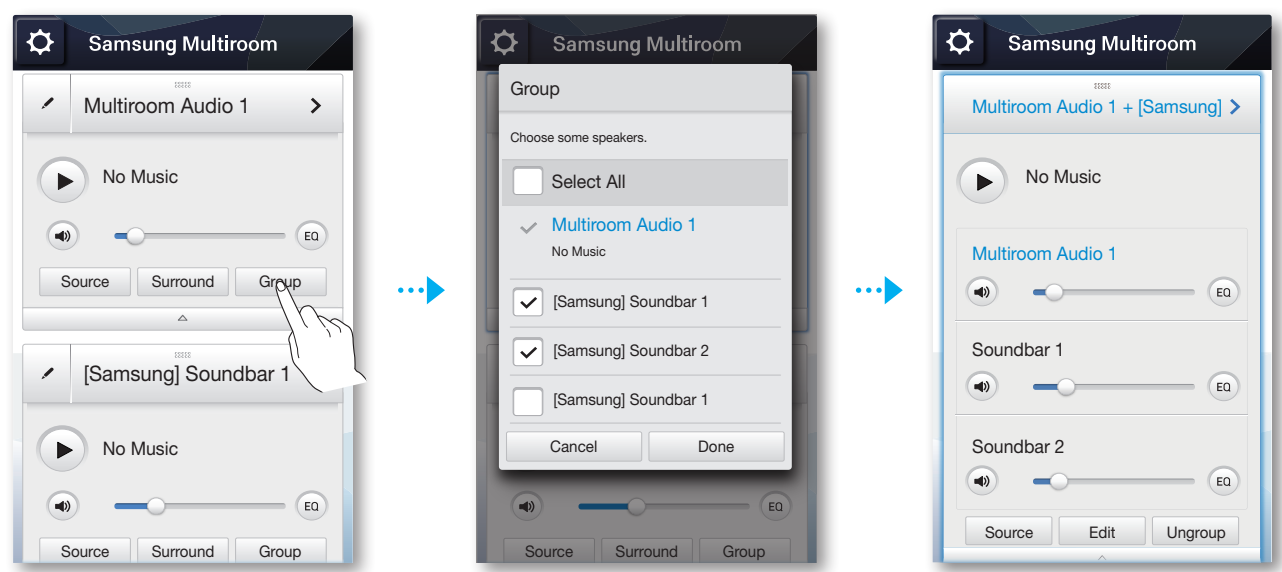 Samsung Multiroom
Multiroom Audio 1
No Music
EQ
Source Surround Group
[Samsung] Soundbar 1
No Music
EQ
Source Surround Group
Samsung Multiroom
Group
Choose some speakers.
Select All
Multiroom Audio 1
No Music
[Samsung] Soundbar 1
[Samsung] Soundbar 2
[Samsung] Soundbar 1
Cancel Done
EQ
Source Surround Group
Samsung Multiroom
Multiroom Audio 1 + [Samsung]
No Music
Multiroom Audio 1
EQ
Soundbar 1
EQ
Soundbar 2
EQ
Source Edit Ungroup